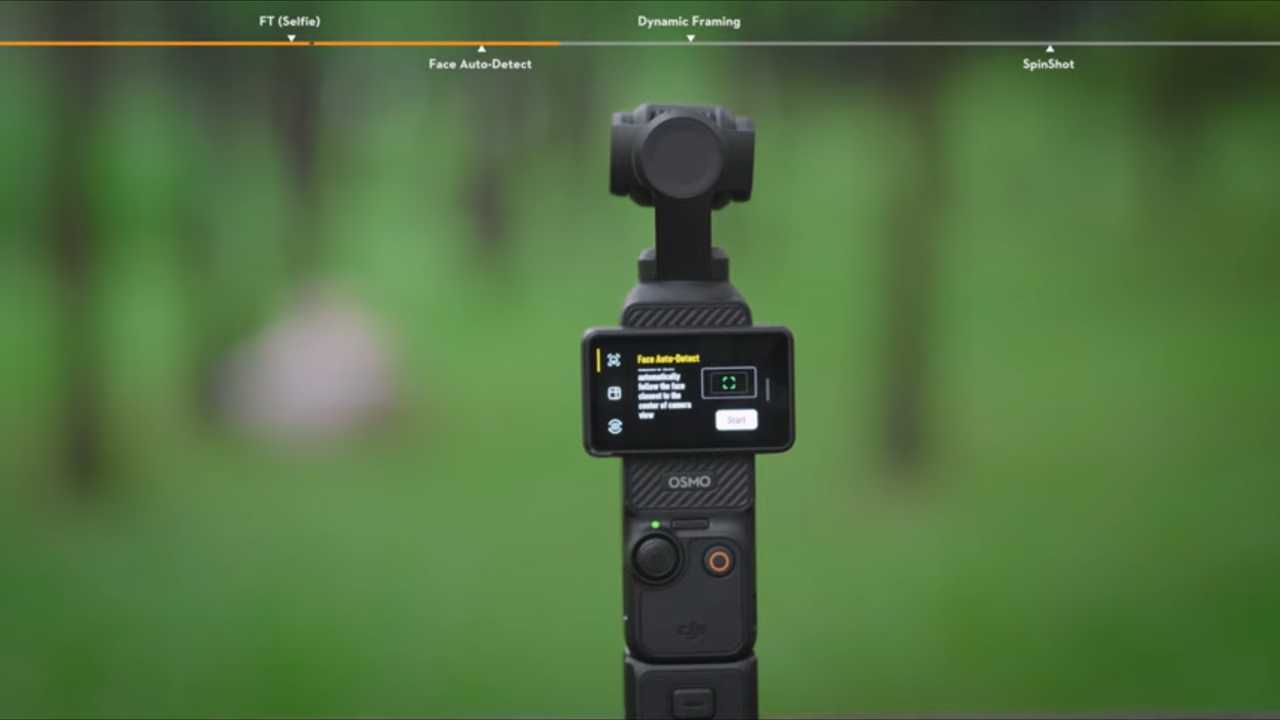 FT (Selfie)
Dynamic Framing
Face Auto-Detect
SpinShot
Face Auto-Detect
automatically
follow the face
closest to the
center of camera
view
Start
OSMO
dji